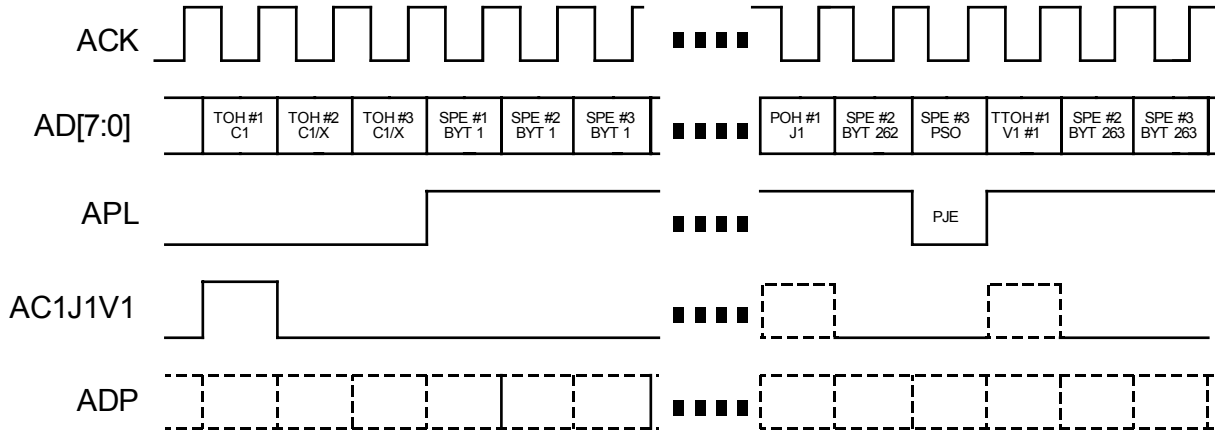 ACK
AD[7:0]
TOH #1
C1
TOH #2
C1/X
TOH #3
C1/X
SPE #1
BYT 1
SPE #2
BYT 1
SPE #3
BYT 1
POH #1
J1
SPE #2
BYT 262
SPE #3
PSO
TTOH #1
V1 #1
SPE #2
BYT 263
SPE #3
BYT 263
APL
PJE
AC1J1V1
ADP